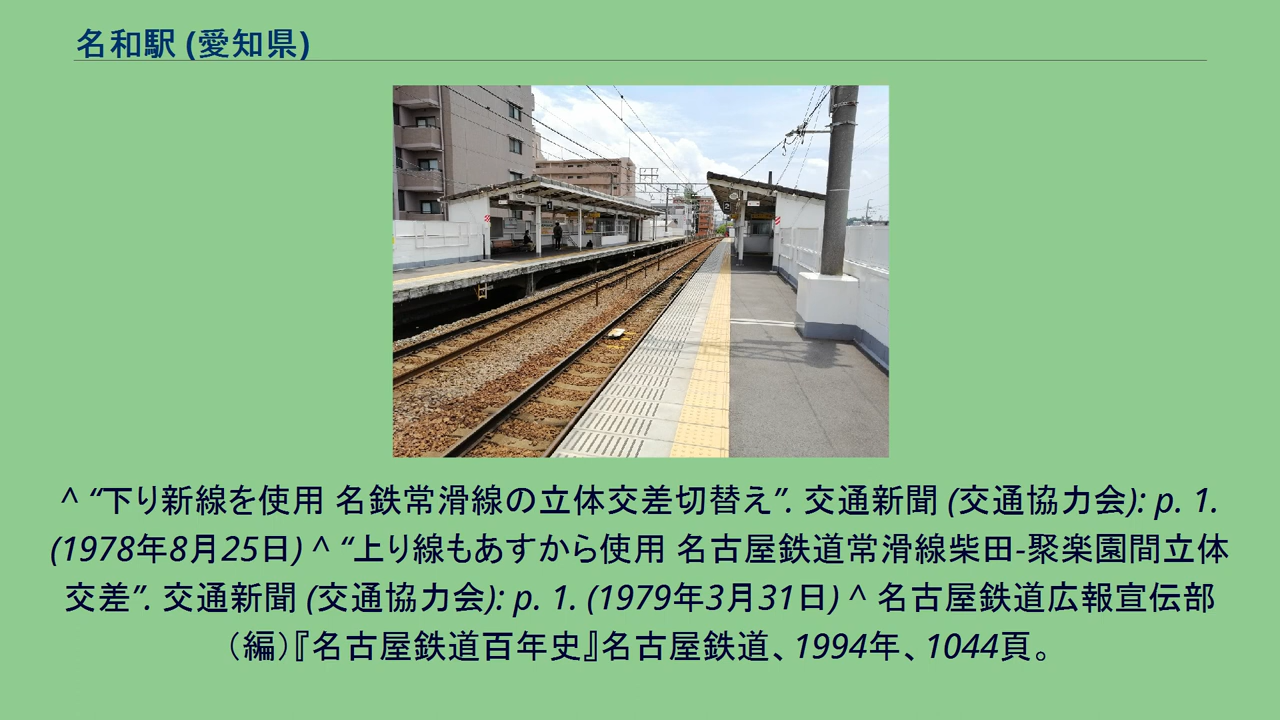 名和駅 (愛知県)
^ “下り新線を使用 名鉄常滑線の立体交差切替え”. 交通新聞 (交通協力会): p. 1.
(1978年8月25日) ^ “上り線もあすから使用 名古屋鉄道常滑線柴田-聚楽園間立体
交差”. 交通新聞 (交通協力会): p. 1. (1979年3月31日) ^ 名古屋鉄道広報宣伝部
（編）『名古屋鉄道百年史』名古屋鉄道、1994年、1044頁。